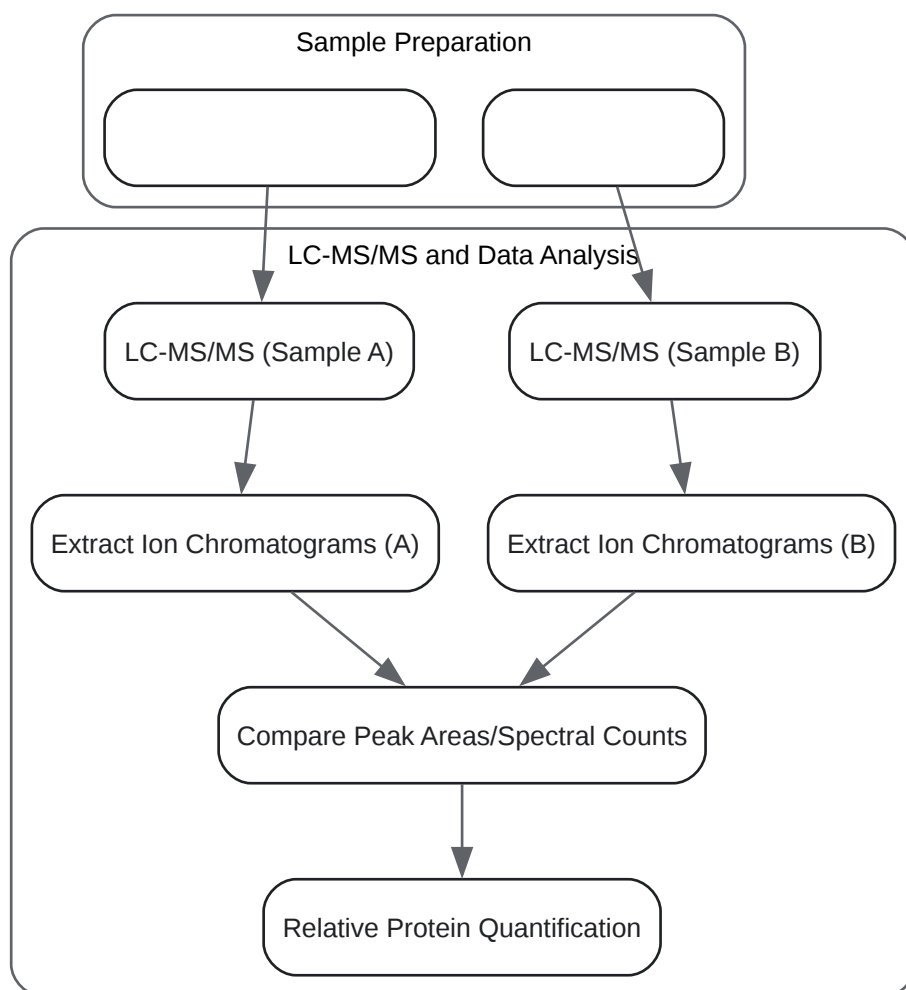 Sample Preparation
LC-MS/MS and Data Analysis
LC-MS/MS (Sample A)
LC-MS/MS (Sample B)
Extract Ion Chromatograms (A)
Extract Ion Chromatograms (B)
Compare Peak Areas/Spectral Counts
Relative Protein Quantification